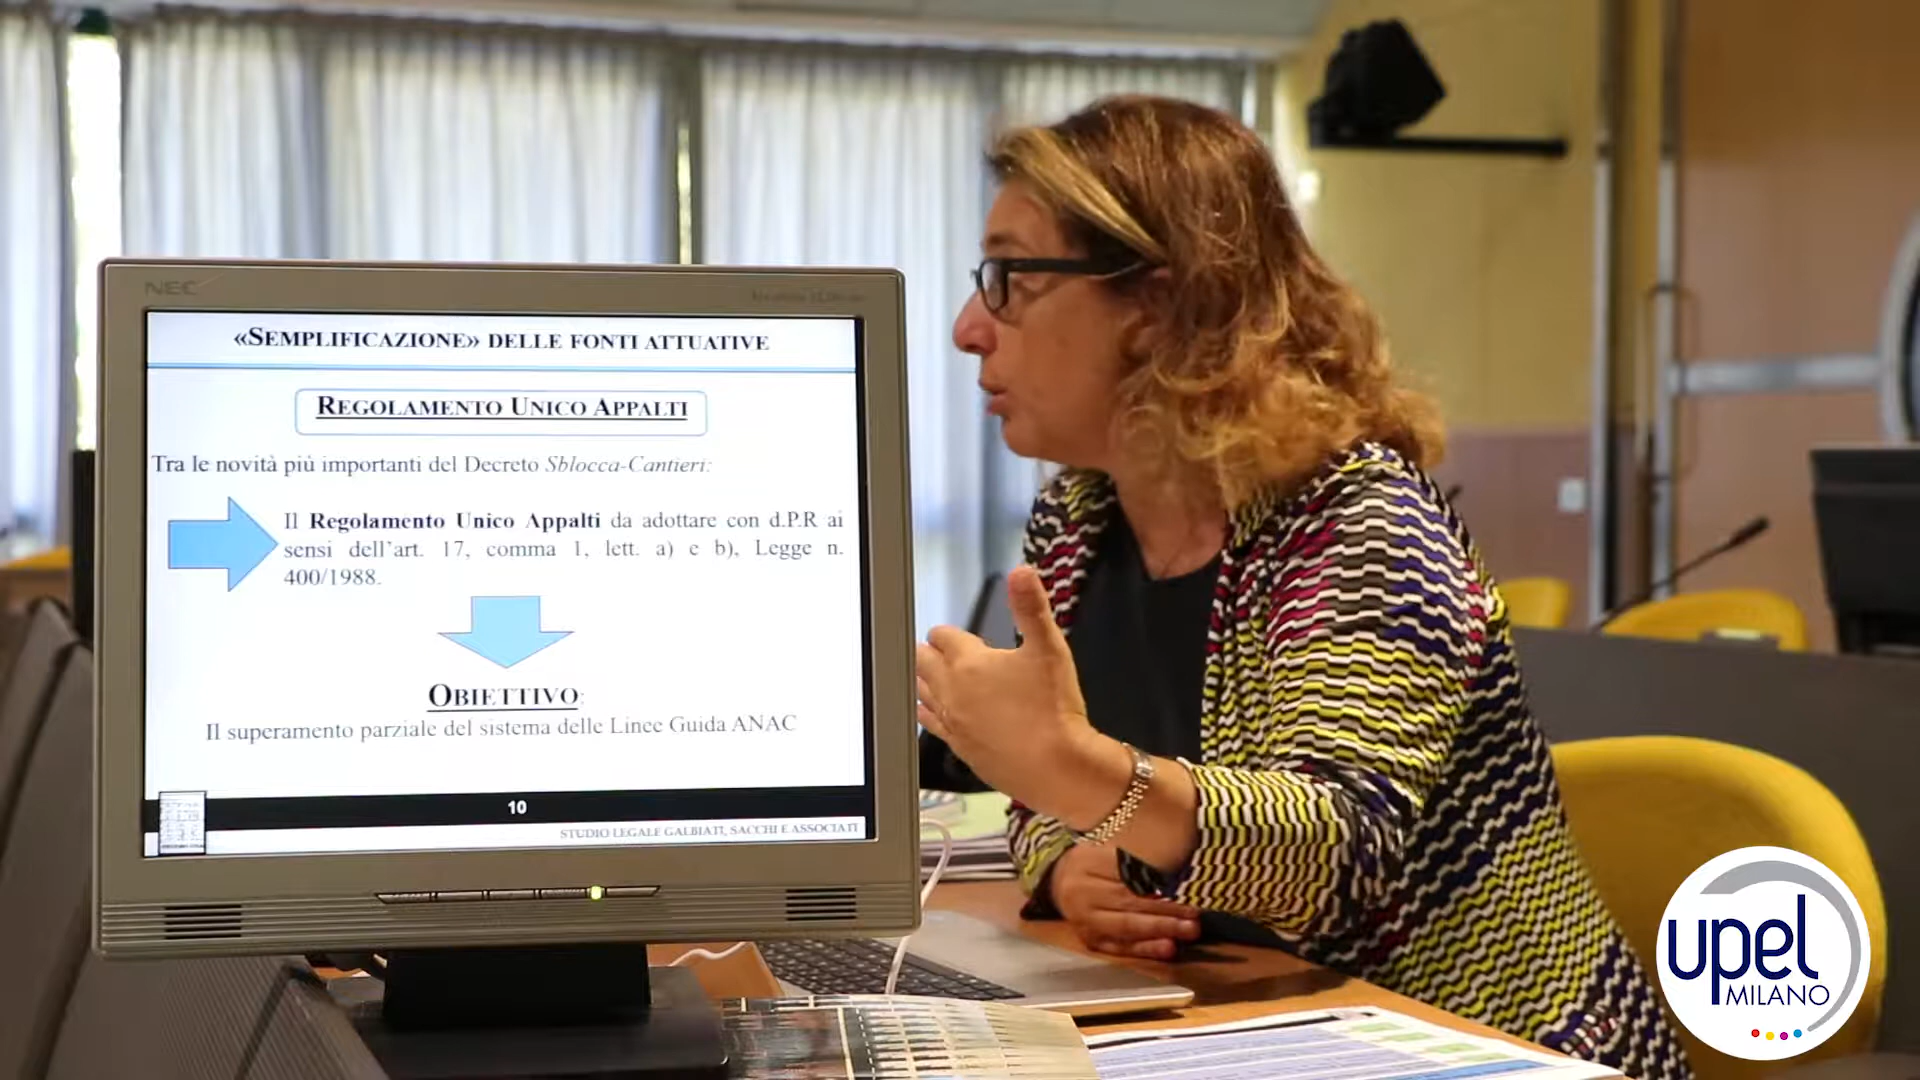 NEC
«SEMPLIFICAZIONE» DELLE FONTI ATTUATIVE
REGOLAMENTO UNICO APPALTI
Tra le novità più importanti del Decreto Sblocca-Cantieri:
Il Regolamento Unico Appalti da adottare con d.P.R ai
sensi dell'art. 17, comma 1, lett. a) e b), Legge n.
400/1988.
OBIETTIVO:
Il superamento parziale del sistema delle Linee Guida ANAC
10
STUDIO LEGALE GALBIATI, SACCHI E ASSOCIATI
upel
MILANO